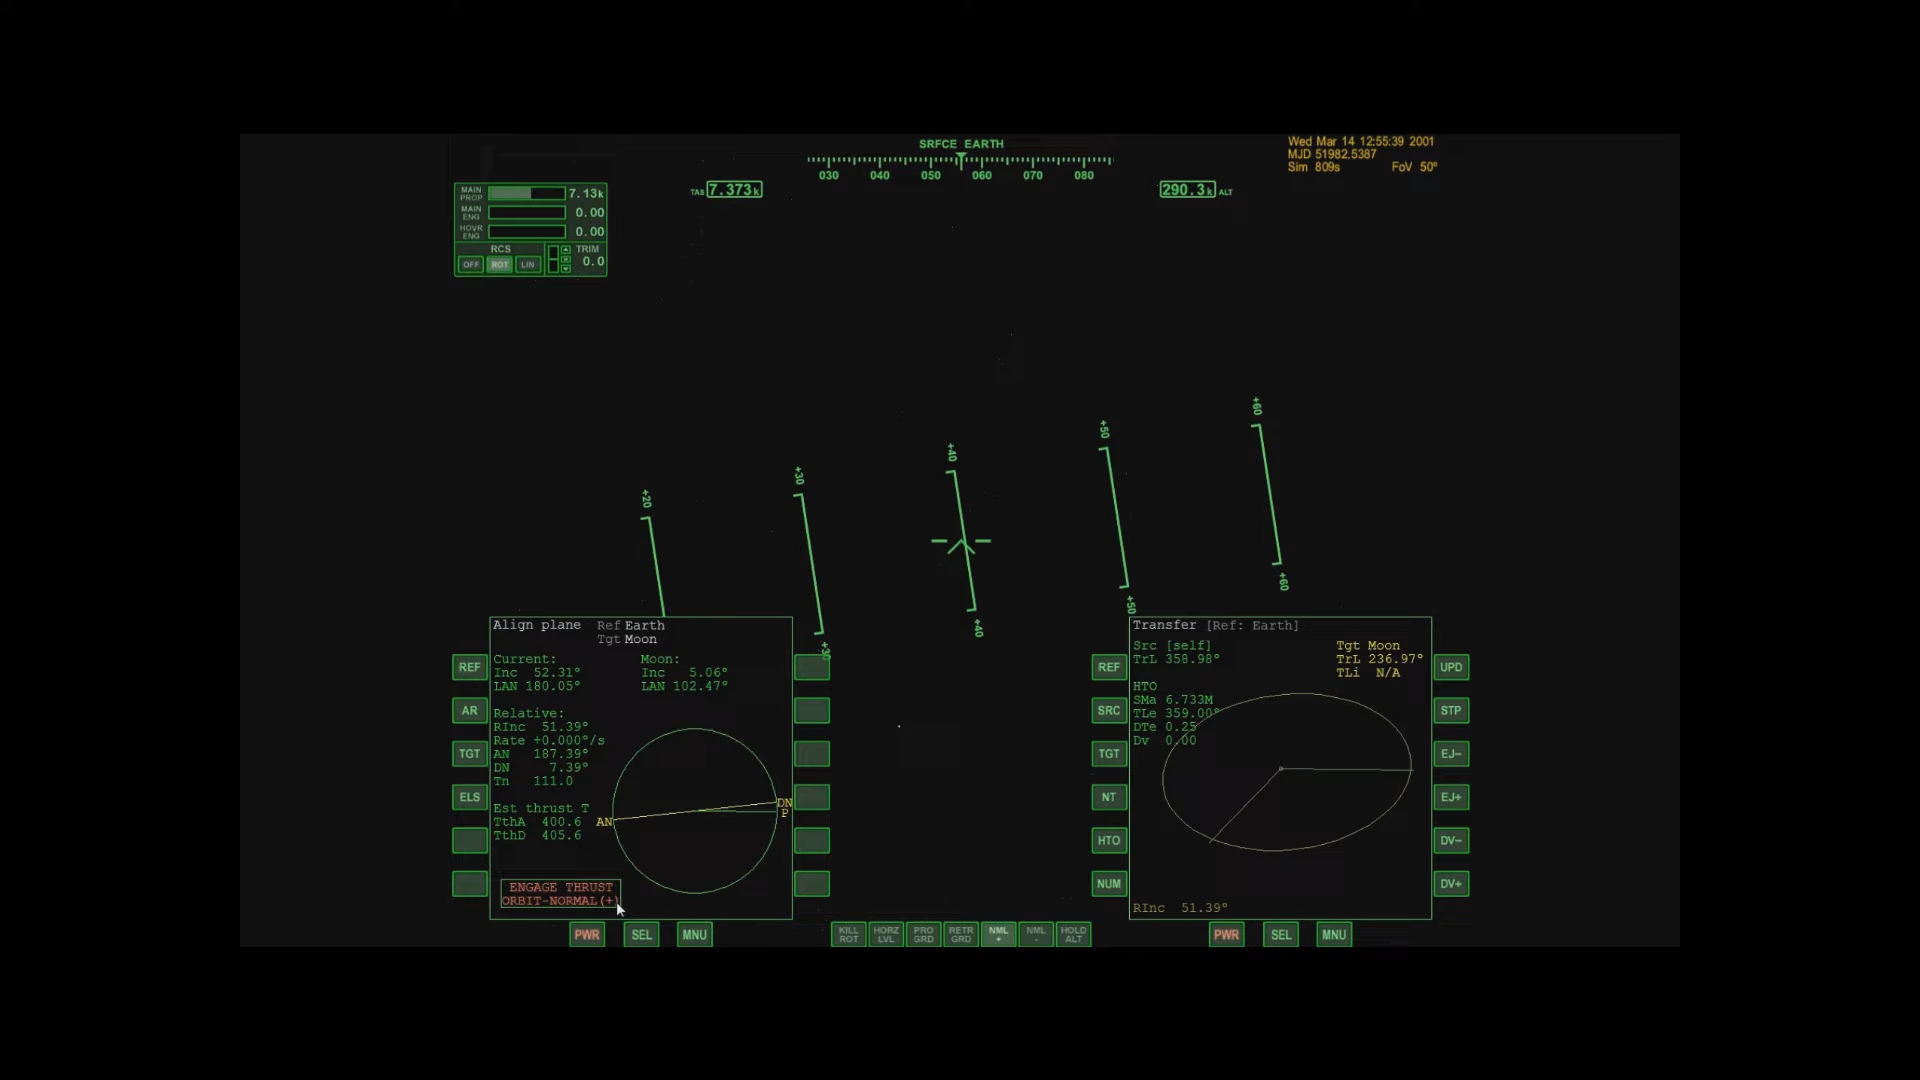 SRFCE EARTH
030 040 050 060 070 080
Wed Mar 14 12:55:39 2001
MJD 51982.5387
Sim 809s FoV 50°
TAS 7.373k
290.3k ALT
MAIN PROP 7.13k
MAIN ENG 0.00
HOVR ENG 0.00
RCS TRIM
OFF ROT LIN 0.0
+20 +30 +40 +50 +60
+30 +40 +50 +60
Align plane Ref Earth
Tgt Moon
Current: Moon:
Inc 52.31° Inc 5.06°
LAN 180.05° LAN 102.47°
Relative:
RInc 51.39°
Rate +0.000°/s
AN 187.39°
DN 7.39°
Tn 111.0
Est thrust T
TthA 400.6
TthD 405.6
AN
DN
P
ENGAGE THRUST
ORBIT-NORMAL(+)
REF
AR
TGT
ELS
PWR SEL MNU
KILL ROT
HORZ LVL
PRO GRD
RETR GRD
NML +
NML -
HOLD ALT
Transfer [Ref: Earth]
Src [self] Tgt Moon
TrL 358.98° TrL 236.97°
TLi N/A
HTO
SMa 6.733M
TLe 359.00°
DTe 0.25
Dv 0.00
RInc 51.39°
REF
SRC
TGT
NT
HTO
NUM
UPD
STP
EJ-
EJ+
DV-
DV+
PWR SEL MNU